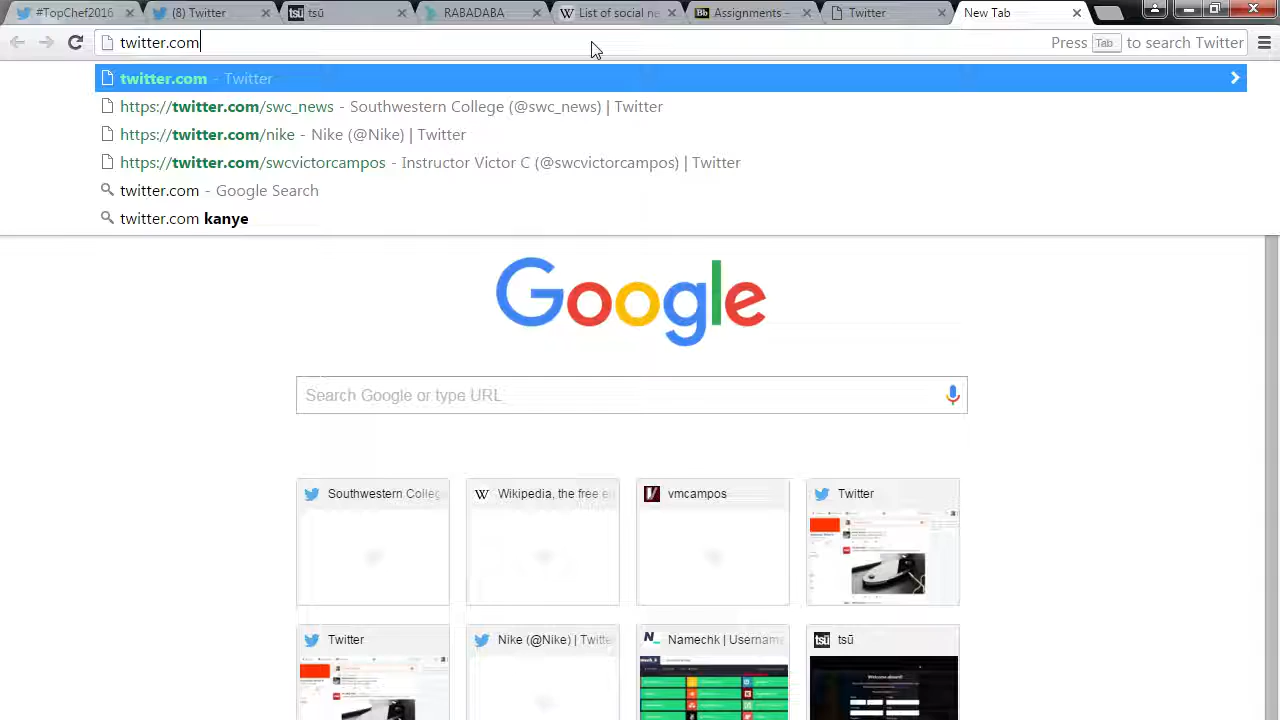 #TopChef2016
(8) Twitter
tsū
BABADABA
List of social ne
Assignments –
Twitter
New Tab
twitter.com
Press Tab to search Twitter
twitter.com - Twitter
https://twitter.com/swc_news - Southwestern College (@swc_news) | Twitter
https://twitter.com/nike - Nike (@Nike) | Twitter
https://twitter.com/swcvictorcampos - Instructor Victor C (@swcvictorcampos) | Twitter
twitter.com - Google Search
twitter.com kanye
Google
Search Google or type URL
Southwestern Colleg
Wikipedia, the free e
vmcampos
Twitter
Twitter
Nike (@Nike) | Twitte
Namechk | Username
tsū